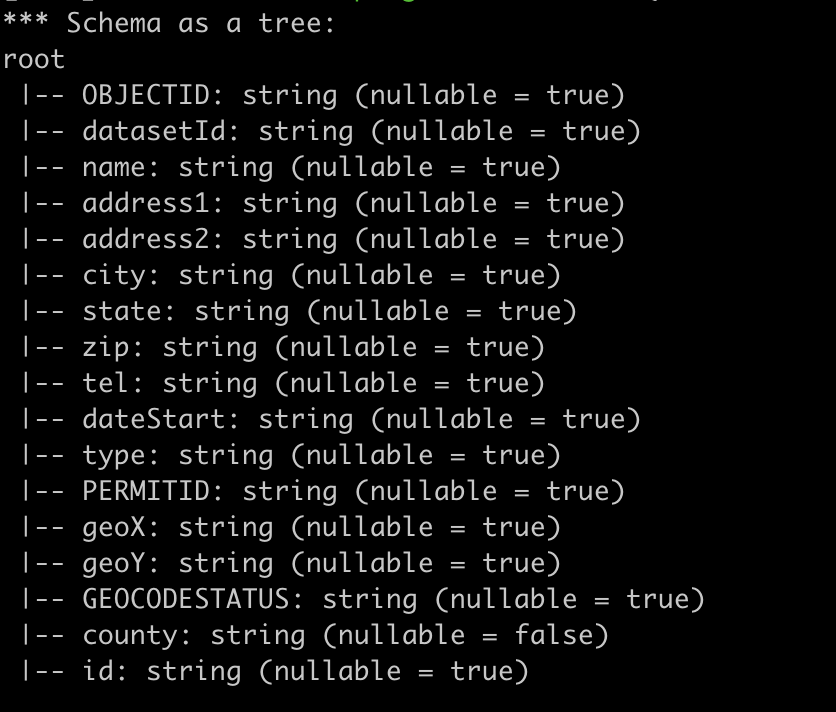 *** Schema as a tree:
root
 |-- OBJECTID: string (nullable = true)
 |-- datasetId: string (nullable = true)
 |-- name: string (nullable = true)
 |-- address1: string (nullable = true)
 |-- address2: string (nullable = true)
 |-- city: string (nullable = true)
 |-- state: string (nullable = true)
 |-- zip: string (nullable = true)
 |-- tel: string (nullable = true)
 |-- dateStart: string (nullable = true)
 |-- type: string (nullable = true)
 |-- PERMITID: string (nullable = true)
 |-- geoX: string (nullable = true)
 |-- geoY: string (nullable = true)
 |-- GEOCODESTATUS: string (nullable = true)
 |-- county: string (nullable = false)
 |-- id: string (nullable = true)